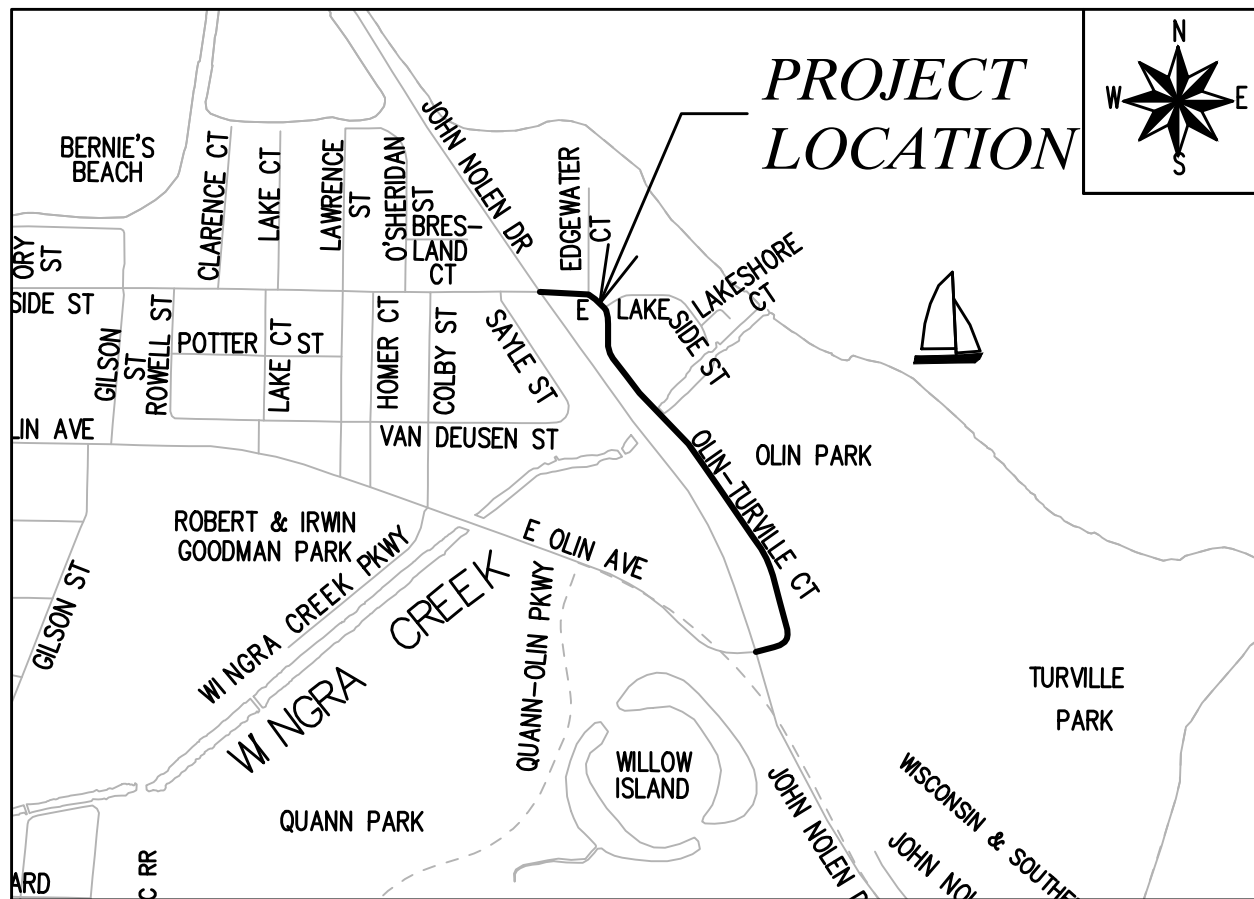 PROJECT
LOCATION
N
W
E
S
BERNIE'S
BEACH
CLARENCE CT
LAKE CT
LAWRENCE
ST
O'SHERIDAN
ST
BRES-
LAND
CT
JOHN NOLEN DR
EDGEWATER
CT
ORY
ST
SIDE ST
GILSON
ST
ROWELL ST
POTTER ST
LAKE CT
HOMER CT
COLBY ST
SAYLE ST
E LAKE
SIDE ST
LAKESHORE
CT
LIN AVE
VAN DEUSEN ST
OLIN-TURVILLE CT
OLIN PARK
ROBERT & IRWIN
GOODMAN PARK
E OLIN AVE
GILSON ST
WINGRA CREEK PKWY
WINGRA CREEK
QUANN-OLIN PKWY
TURVILLE
PARK
WILLOW
ISLAND
QUANN PARK
JOHN NOLEN D
WISCONSIN & SOUTHE
JOHN NOL
ARD
C RR